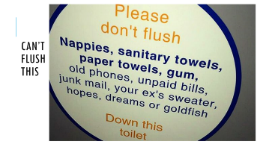 CAN'T
FLUSH
THIS
Please
don't flush
Nappies, sanitary towels,
paper towels, gum,
old phones, unpaid bills,
junk mail, your ex's sweater,
hopes, dreams or goldfish
Down this
toilet